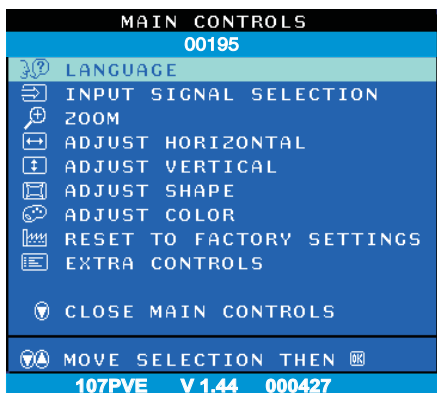 MAIN CONTROLS
00195
LANGUAGE
INPUT SIGNAL SELECTION
ZOOM
ADJUST HORIZONTAL
ADJUST VERTICAL
ADJUST SHAPE
ADJUST COLOR
RESET TO FACTORY SETTINGS
EXTRA CONTROLS
CLOSE MAIN CONTROLS
MOVE SELECTION THEN OK
107PVE V 1.44 000427